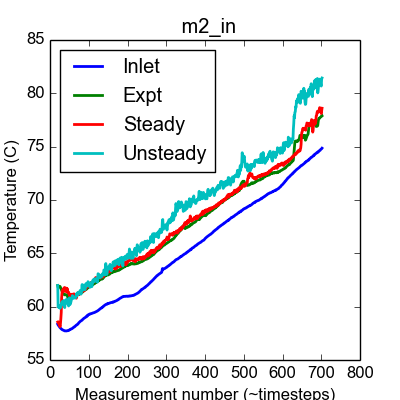 m2_in
85
80
75
70
65
60
55
Temperature (C)
Inlet
Expt
Steady
Unsteady
0 100 200 300 400 500 600 700 800
Measurement number (~timesteps)